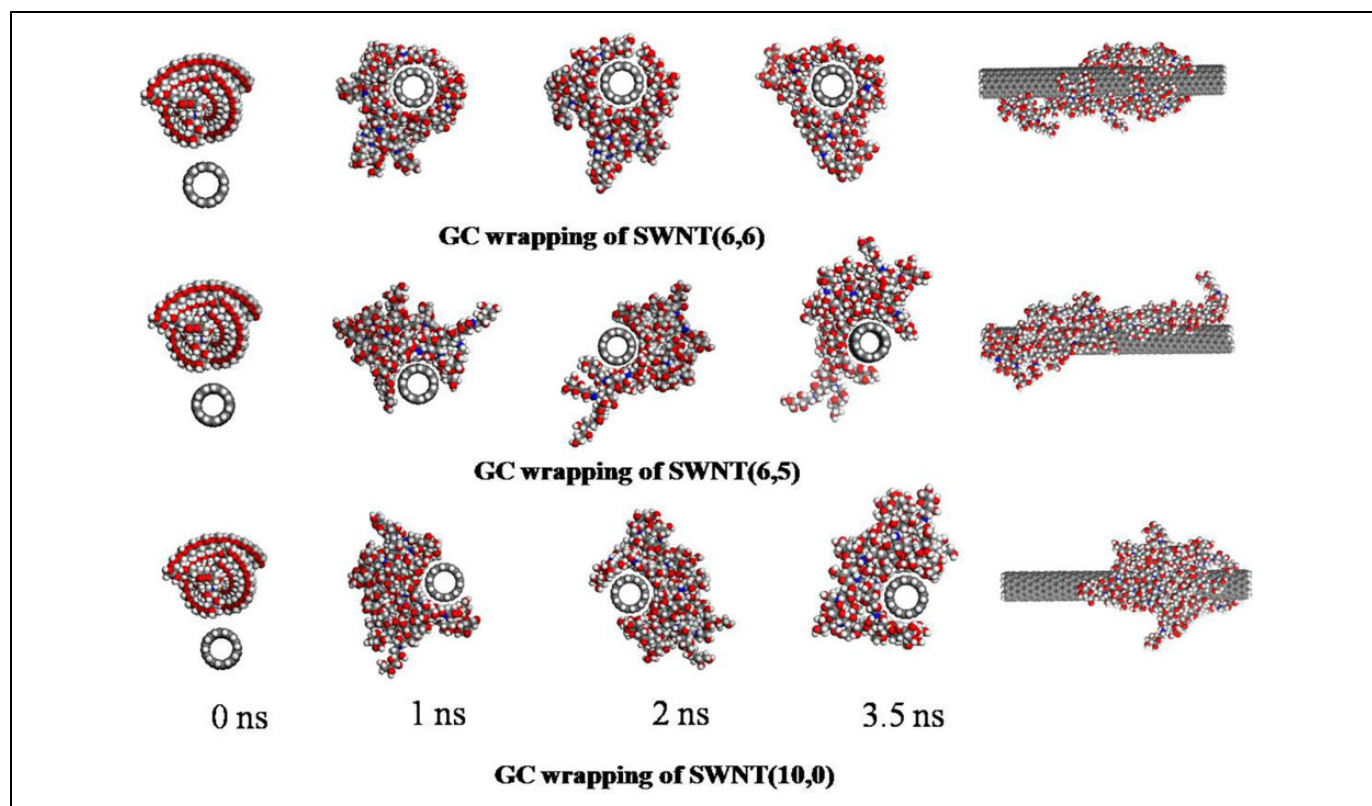 GC wrapping of SWNT(6,6)
GC wrapping of SWNT(6,5)
0 ns 1 ns 2 ns 3.5 ns
GC wrapping of SWNT(10,0)